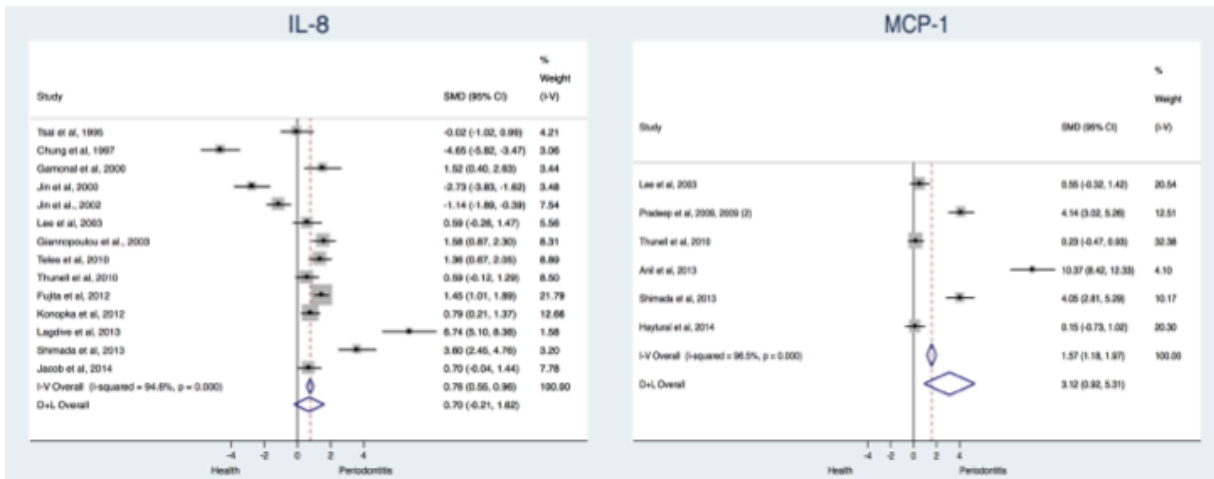 IL-8
%
Weight
Study SMD (95% CI) (I-V)
Tsai et al, 1995 -0.02 (-1.02, 0.99) 4.21
Chung et al, 1997 -4.65 (-5.82, -3.47) 3.06
Gamonal et al, 2000 1.52 (0.40, 2.63) 3.44
Jin et al, 2000 -2.73 (-3.83, -1.62) 3.48
Jin et al., 2002 -1.14 (-1.89, -0.39) 7.54
Lee et al, 2003 0.59 (-0.28, 1.47) 5.56
Giannopoulou et al., 2003 1.58 (0.87, 2.30) 8.31
Teles et al, 2010 1.36 (0.67, 2.05) 8.89
Thunell et al, 2010 0.59 (-0.12, 1.29) 8.50
Fujita et al, 2012 1.45 (1.01, 1.89) 21.79
Konopka et al, 2012 0.79 (0.21, 1.37) 12.66
Lagdive et al, 2013 6.74 (5.10, 8.38) 1.58
Shimada et al, 2013 3.60 (2.45, 4.76) 3.20
Jacob et al, 2014 0.70 (-0.04, 1.44) 7.78
I-V Overall (I-squared = 94.6%, p = 0.000) 0.76 (0.55, 0.96) 100.00
D+L Overall 0.70 (-0.21, 1.62)
-4 -2 0 2 4
Health Periodontitis
MCP-1
%
Weight
Study SMD (95% CI) (I-V)
Lee et al, 2003 0.55 (-0.32, 1.42) 20.54
Pradeep et al, 2009, 2009 (2) 4.14 (3.02, 5.26) 12.51
Thunell et al, 2010 0.23 (-0.47, 0.93) 32.38
Anil et al, 2013 10.37 (8.42, 12.33) 4.10
Shimada et al, 2013 4.05 (2.81, 5.29) 10.17
Haytural et al, 2014 0.15 (-0.73, 1.02) 20.30
I-V Overall (I-squared = 96.5%, p = 0.000) 1.57 (1.18, 1.97) 100.00
D+L Overall 3.12 (0.92, 5.31)
-4 -2 0 2 4
Health Periodontitis